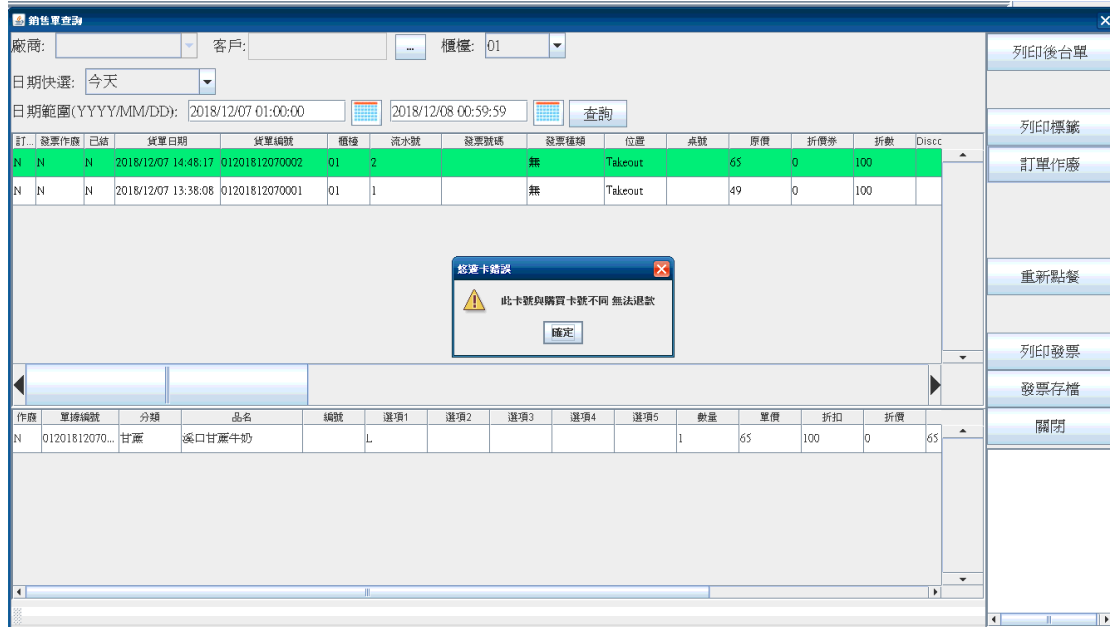 銷售單查詢
廠商: 客戶: ... 櫃檯: 01
日期快選: 今天
日期範圍(YYYY/MM/DD): 2018/12/07 01:00:00 2018/12/08 00:59:59 查詢
訂... 發票作廢 已結 貨單日期 貨單編號 櫃檯 流水號 發票號碼 發票種類 位置 桌號 原價 折價券 折數 Discc
N N N 2018/12/07 14:48:17 01201812070002 01 2 無 Takeout 65 0 100
N N N 2018/12/07 13:38:08 01201812070001 01 1 無 Takeout 49 0 100
悠遊卡錯誤
此卡號與購買卡號不同 無法退款
確定
作廢 單據編號 分類 品名 編號 選項1 選項2 選項3 選項4 選項5 數量 單價 折扣 折價
N 01201812070... 甘蔗 溪口甘蔗牛奶 L 1 65 100 0 65
列印後台單
列印標籤
訂單作廢
重新點餐
列印發票
發票存檔
關閉